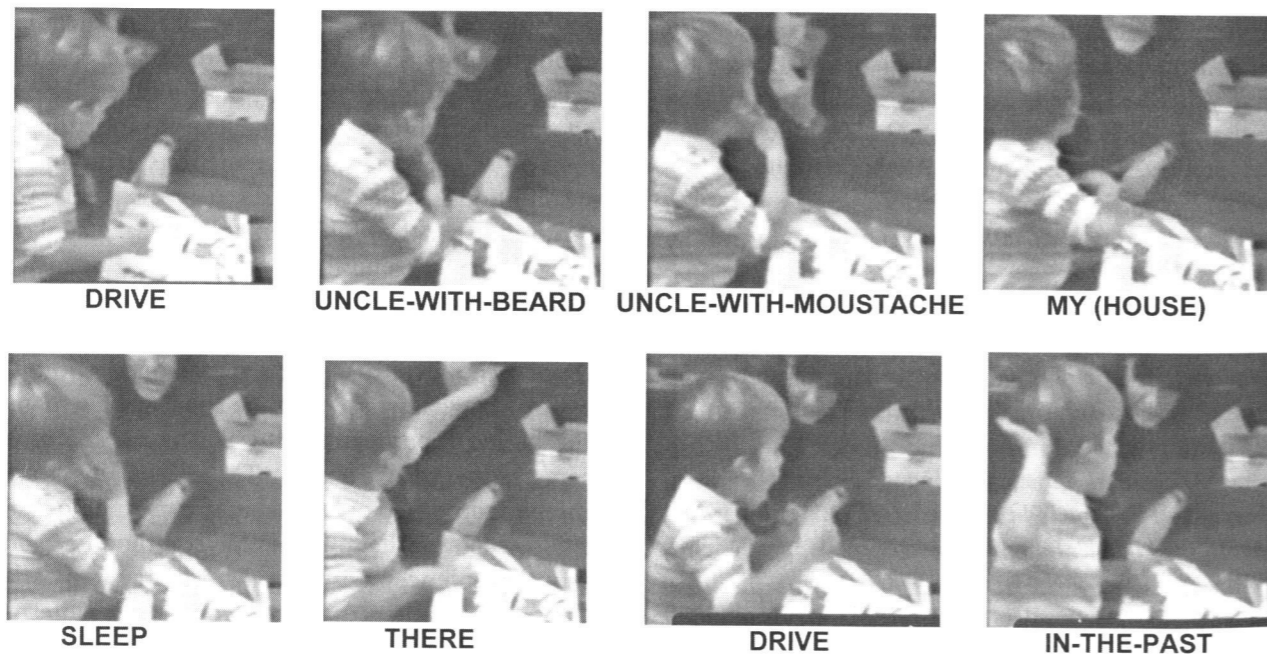 DRIVE UNCLE-WITH-BEARD UNCLE-WITH-MOUSTACHE MY (HOUSE)
SLEEP THERE DRIVE IN-THE-PAST